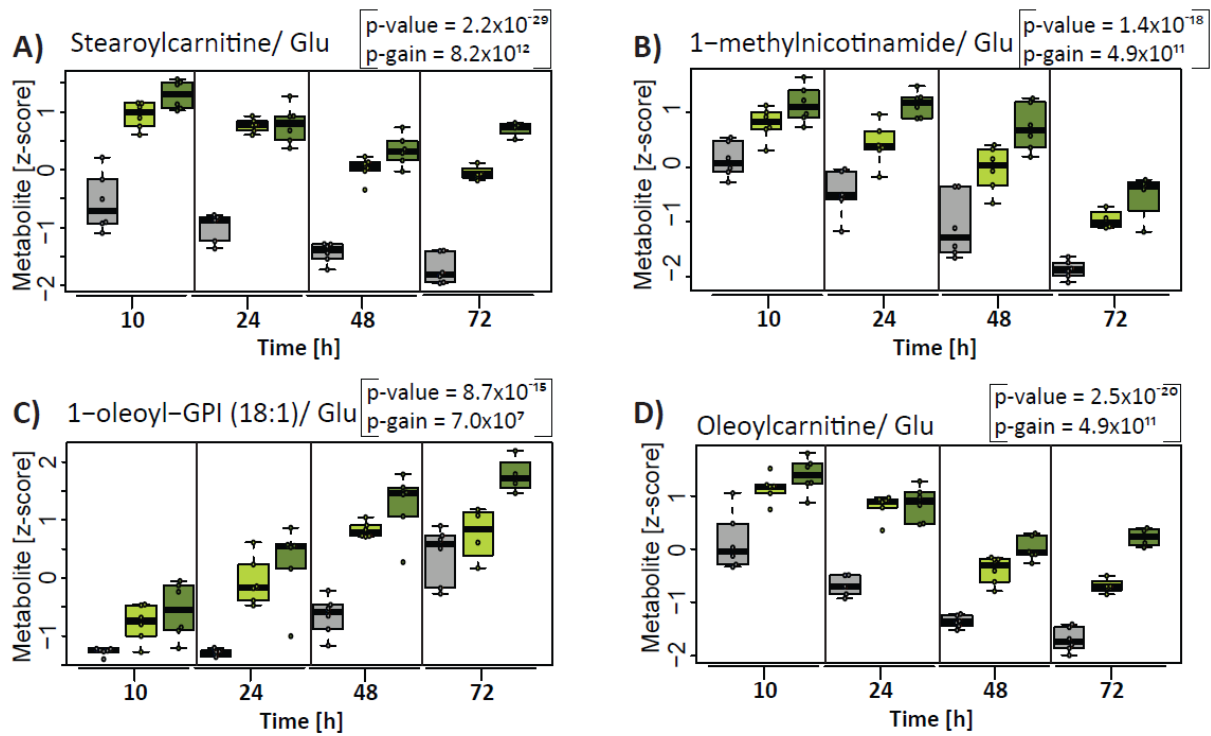 A) Stearoylcarnitine/ Glu
p-value = 2.2x10⁻²⁹
p-gain = 8.2x10¹²
Metabolite [z-score]
1
0
−1
−2
10 24 48 72
Time [h]
B) 1−methylnicotinamide/ Glu
p-value = 1.4x10⁻¹⁸
p-gain = 4.9x10¹¹
Metabolite [z-score]
1
0
−1
−2
10 24 48 72
Time [h]
C) 1−oleoyl−GPI (18:1)/ Glu
p-value = 8.7x10⁻¹⁵
p-gain = 7.0x10⁷
Metabolite [z-score]
2
1
0
−1
10 24 48 72
Time [h]
D) Oleoylcarnitine/ Glu
p-value = 2.5x10⁻²⁰
p-gain = 4.9x10¹¹
Metabolite [z-score]
1
0
−1
−2
10 24 48 72
Time [h]